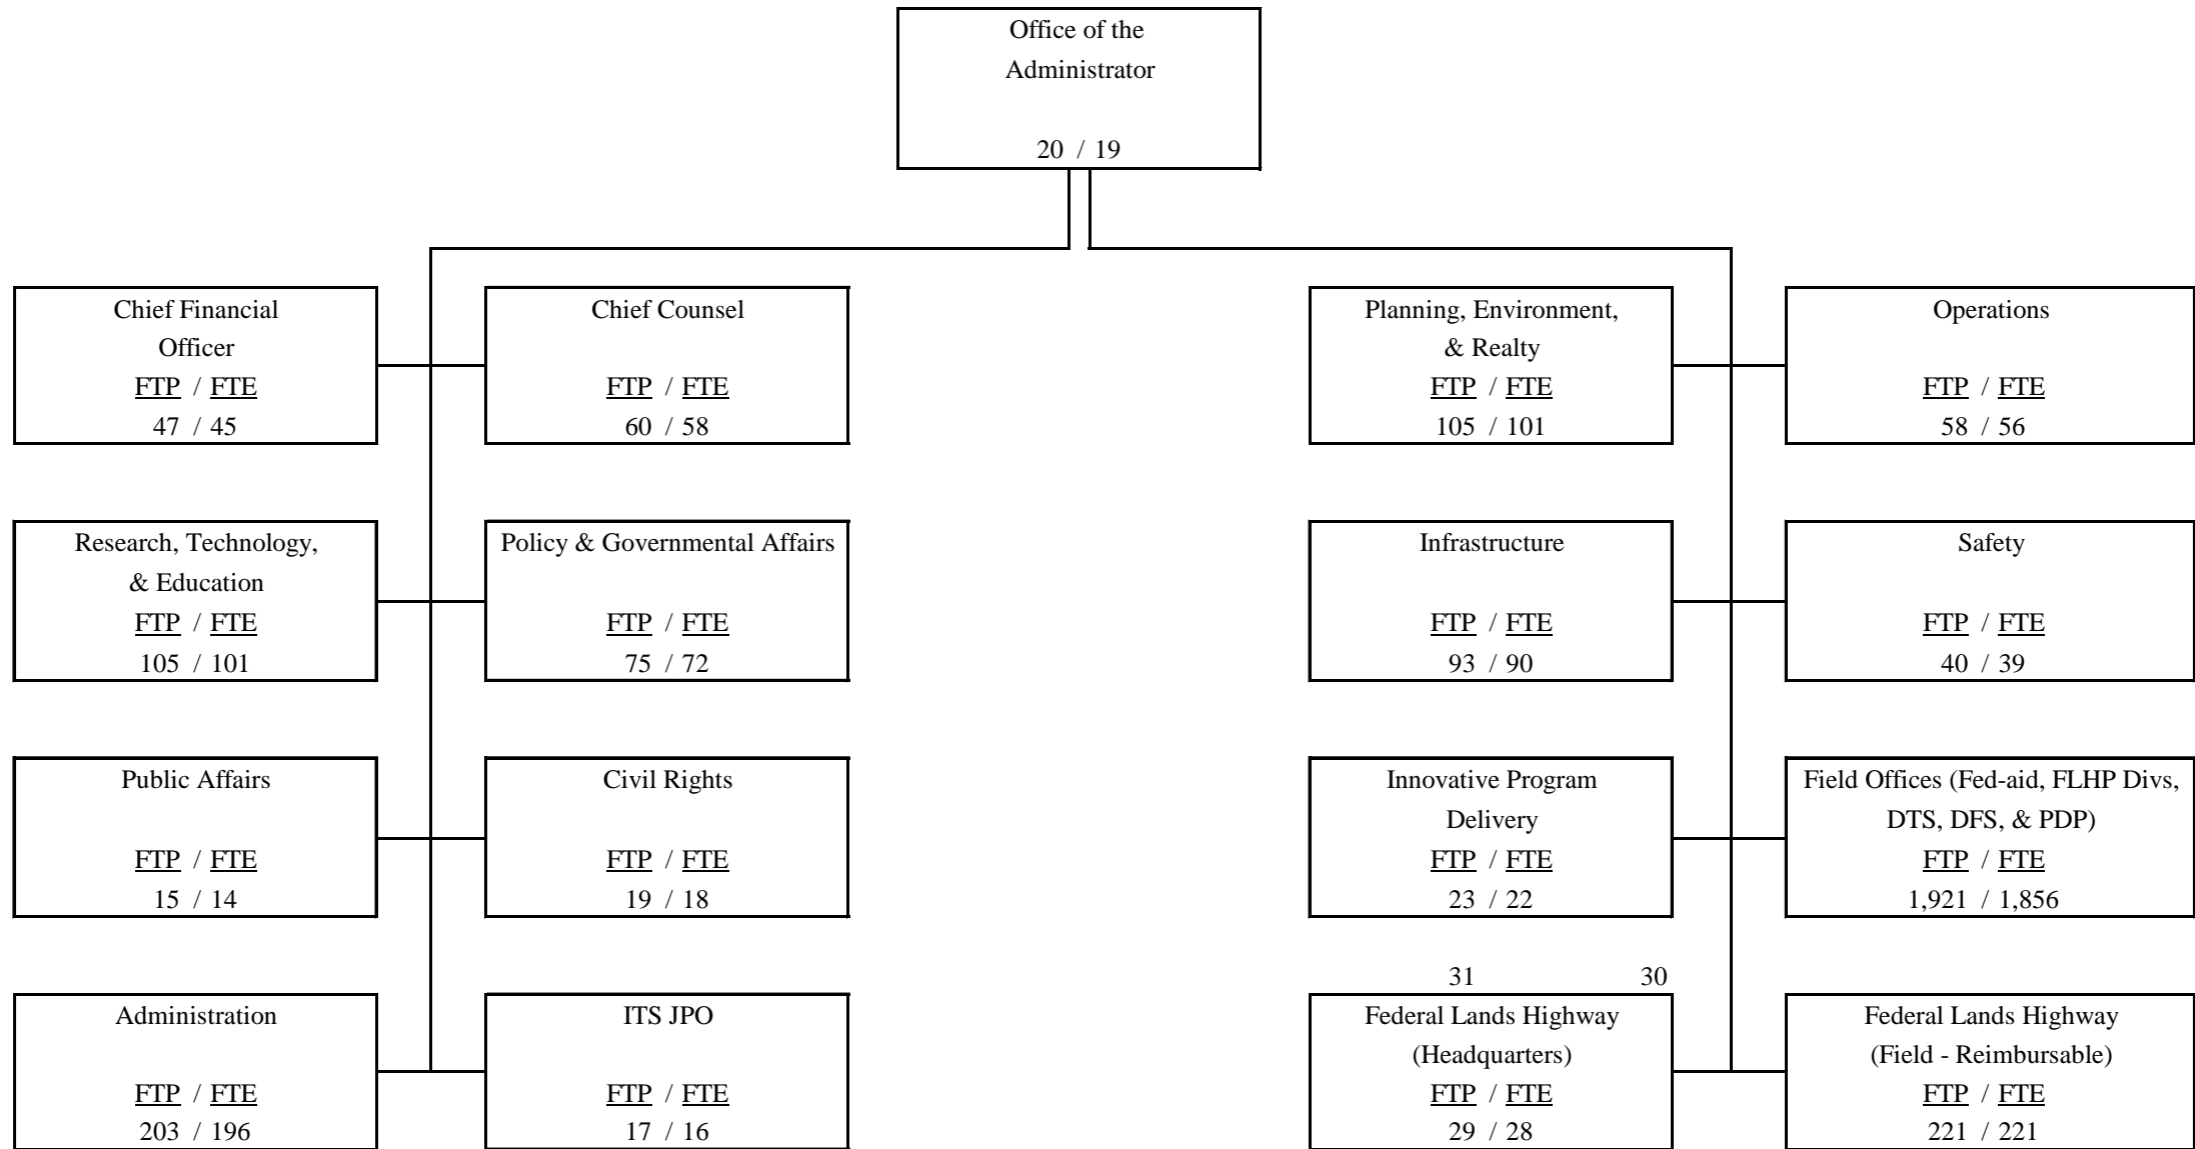 Office of the
Administrator
20 / 19
Chief Financial
Officer
FTP / FTE
47 / 45
Chief Counsel
FTP / FTE
60 / 58
Planning, Environment,
& Realty
FTP / FTE
105 / 101
Operations
FTP / FTE
58 / 56
Research, Technology,
& Education
FTP / FTE
105 / 101
Policy & Governmental Affairs
FTP / FTE
75 / 72
Infrastructure
FTP / FTE
93 / 90
Safety
FTP / FTE
40 / 39
Public Affairs
FTP / FTE
15 / 14
Civil Rights
FTP / FTE
19 / 18
Innovative Program
Delivery
FTP / FTE
23 / 22
Field Offices (Fed-aid, FLHP Divs,
DTS, DFS, & PDP)
FTP / FTE
1,921 / 1,856
31 30
Administration
FTP / FTE
203 / 196
ITS JPO
FTP / FTE
17 / 16
Federal Lands Highway
(Headquarters)
FTP / FTE
29 / 28
Federal Lands Highway
(Field - Reimbursable)
FTP / FTE
221 / 221